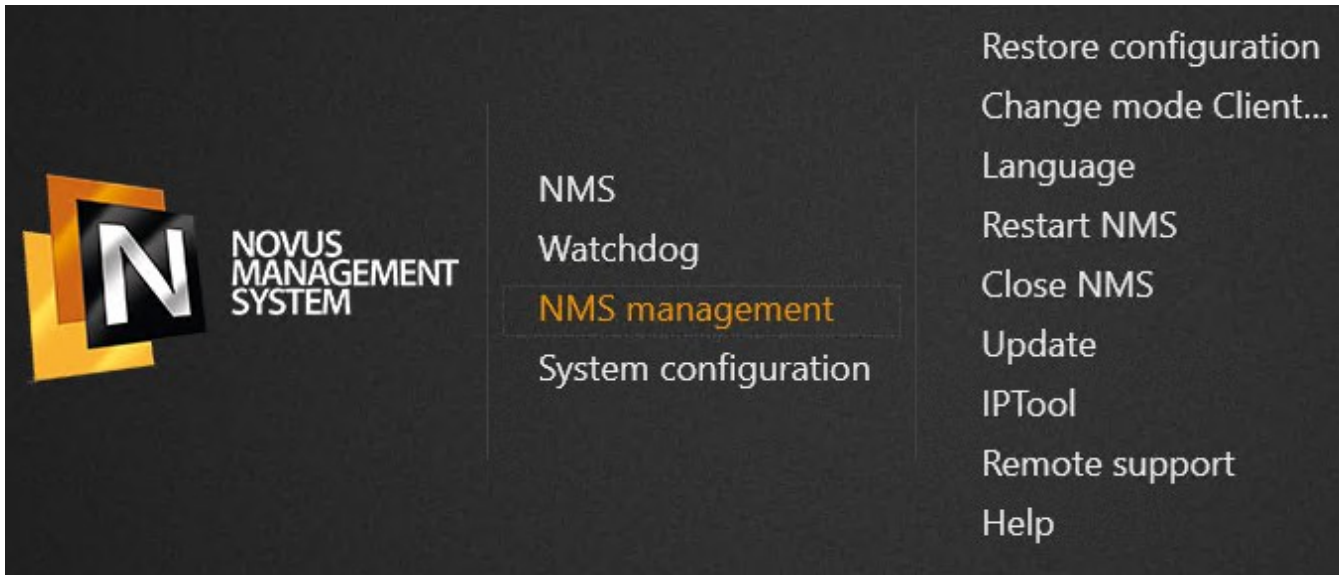 NOVUS
MANAGEMENT
SYSTEM
NMS
Watchdog
NMS management
System configuration
Restore configuration
Change mode Client...
Language
Restart NMS
Close NMS
Update
IPTool
Remote support
Help